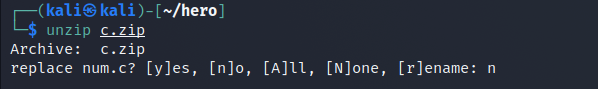 ┌──(kali㉿kali)-[~/hero]
└─$ unzip c.zip
Archive:  c.zip
replace num.c? [y]es, [n]o, [A]ll, [N]one, [r]ename: n